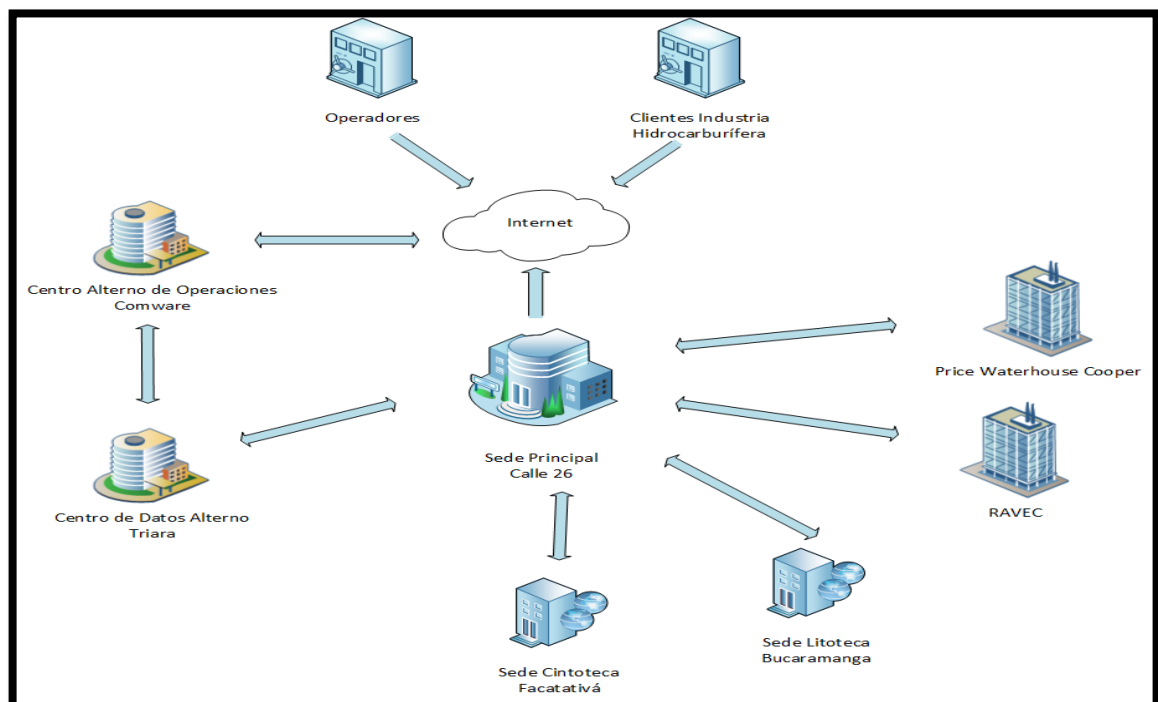 Operadores
Clientes Industria
Hidrocarburífera
Internet
Centro Alterno de Operaciones
Comware
Price Waterhouse Cooper
Sede Principal
Calle 26
Centro de Datos Alterno
Triara
RAVEC
Sede Litoteca
Bucaramanga
Sede Cintoteca
Facatativá